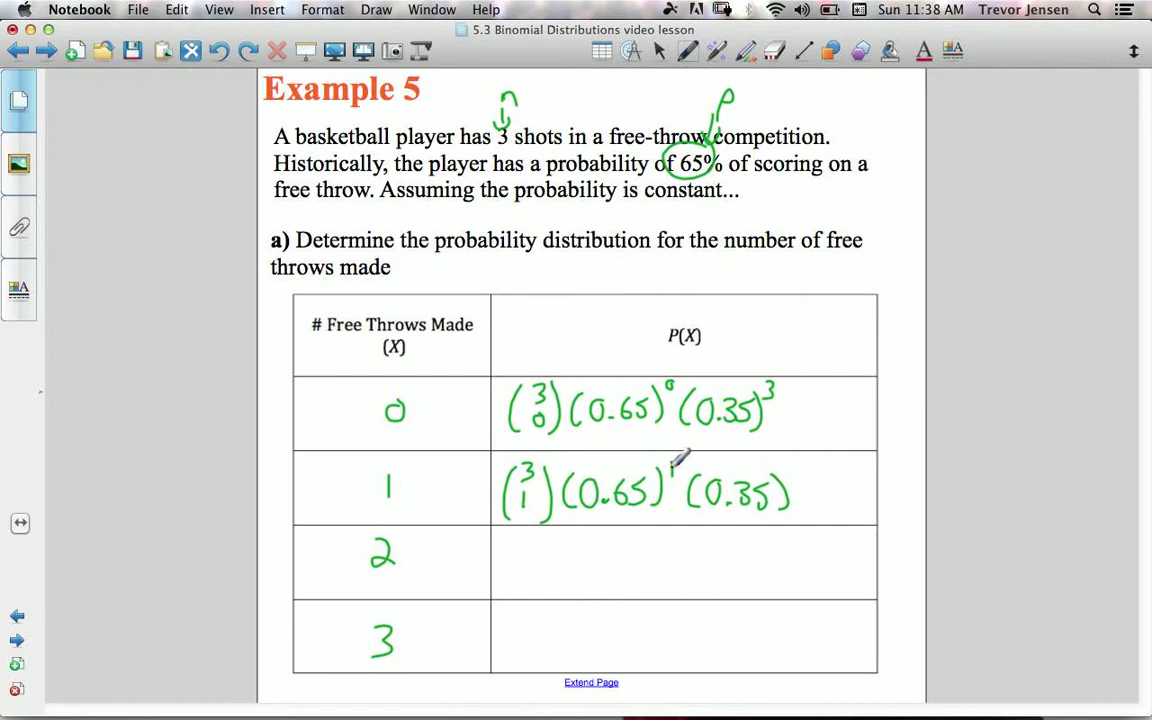 Notebook File Edit View Insert Format Draw Window Help Sun 11:38 AM Trevor Jensen
5.3 Binomial Distributions video lesson
Example 5
n
p
A basketball player has 3 shots in a free-throw competition.
Historically, the player has a probability of 65% of scoring on a
free throw. Assuming the probability is constant...
a) Determine the probability distribution for the number of free
throws made
# Free Throws Made
(X)
P(X)
0
(3 0)(0.65)^0(0.35)^3
1
(3 1)(0.65)^1(0.35)
2
3
Extend Page